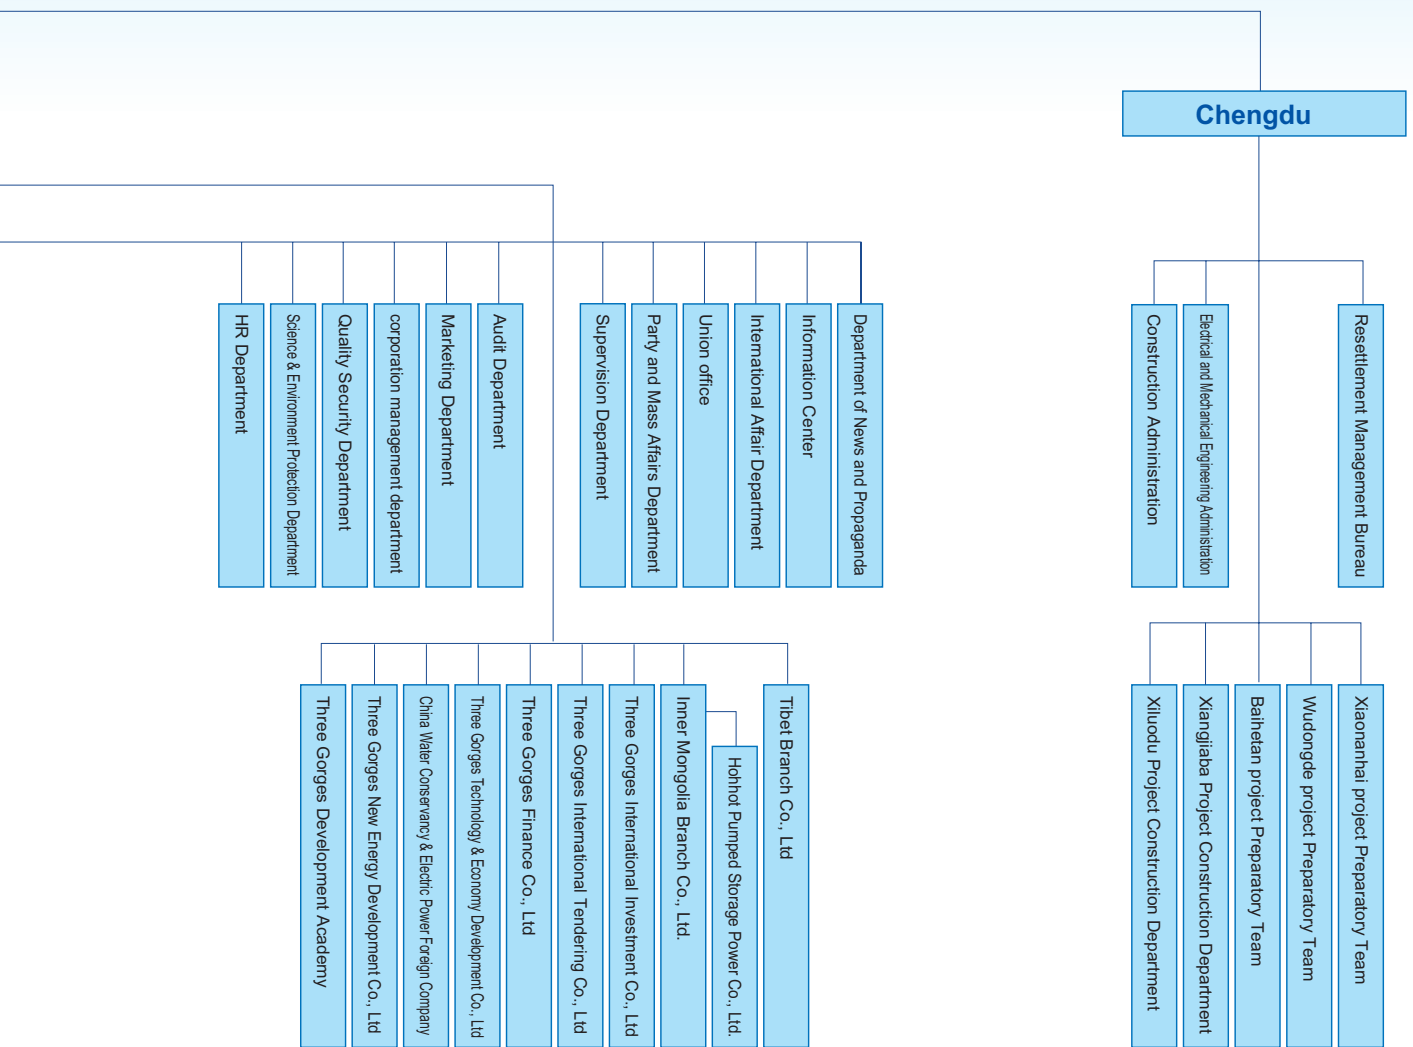 Chengdu
HR Department
Science & Environment Protection Department
Quality Security Department
corporation management department
Marketing Department
Audit Department
Supervision Department
Party and Mass Affairs Department
Union office
International Affair Department
Information Center
Department of News and Propaganda
Construction Administration
Electrical and Mechanical Engineering Administration
Resettlement Management Bureau
Three Gorges Development Academy
Three Gorges New Energy Development Co., Ltd
China Water Conservancy & Electric Power Foreign Company
Three Gorges Technology & Economy Development Co., Ltd
Three Gorges Finance Co., Ltd
Three Gorges International Tendering Co., Ltd
Three Gorges International Investment Co., Ltd
Inner Mongolia Branch Co., Ltd.
Hohhot Pumped Storage Power Co., Ltd.
Tibet Branch Co., Ltd
Xiluodu Project Construction Department
Xiangjiaba Project Construction Department
Baihetan project Preparatory Team
Wudongde project Preparatory Team
Xiaonanhai project Preparatory Team